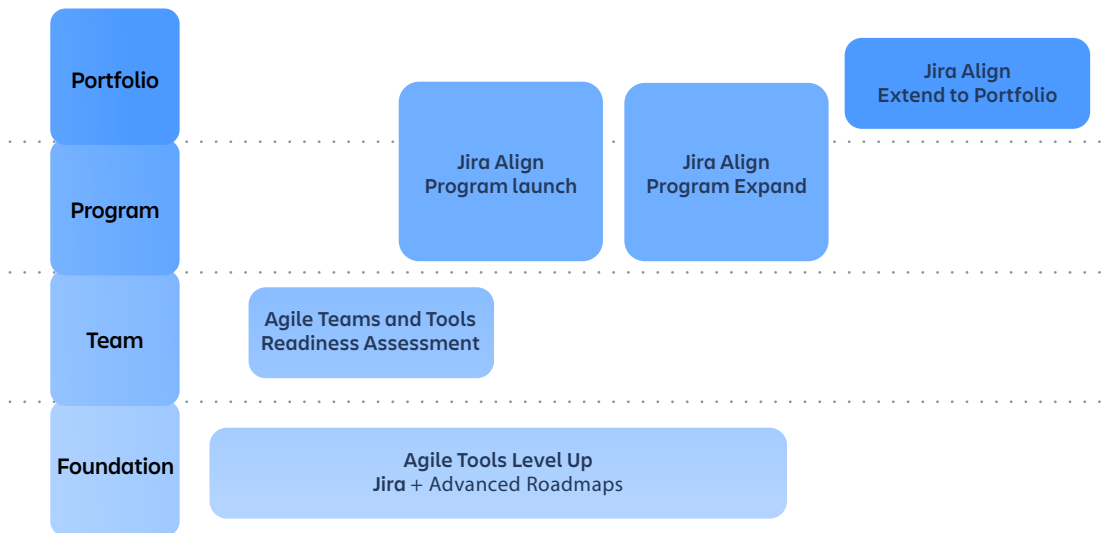 Portfolio
Jira Align
Extend to Portfolio
Jira Align
Program launch
Jira Align
Program Expand
Program
Agile Teams and Tools
Readiness Assessment
Team
Agile Tools Level Up
Jira + Advanced Roadmaps
Foundation